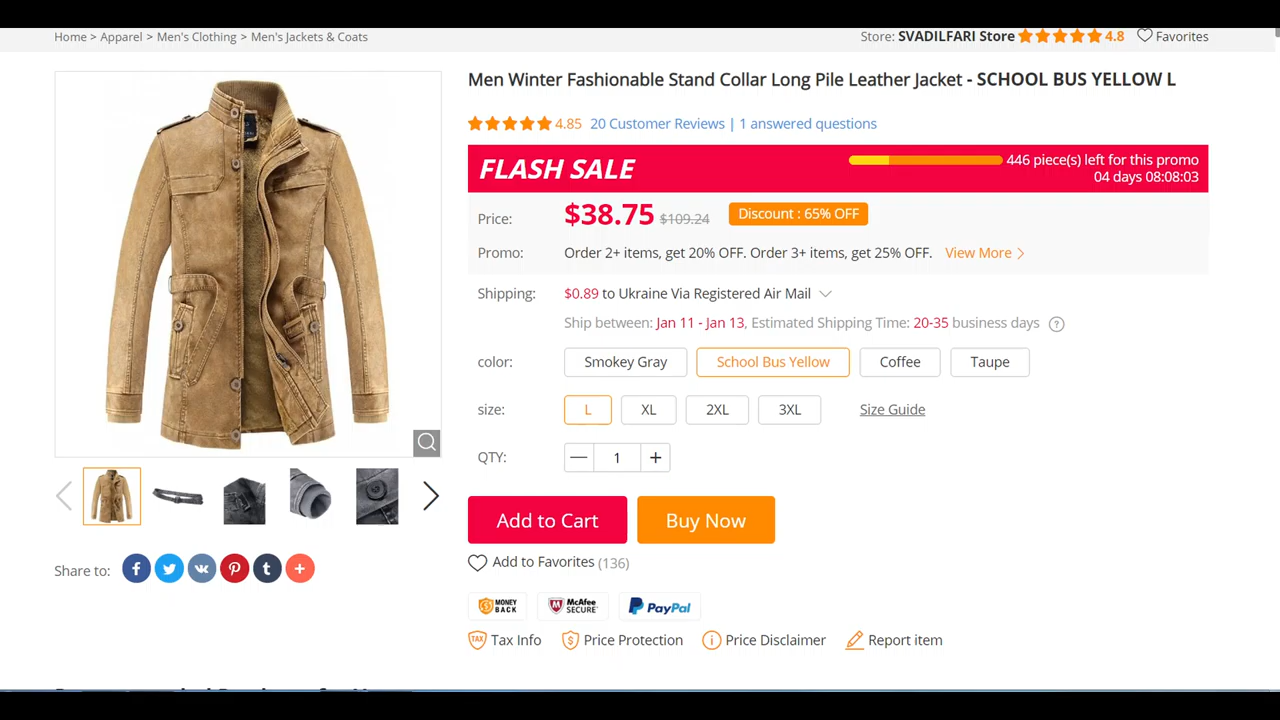 Home > Apparel > Men's Clothing > Men's Jackets & Coats
Store: SVADILFARI Store 4.8 Favorites
Men Winter Fashionable Stand Collar Long Pile Leather Jacket - SCHOOL BUS YELLOW L
4.85 20 Customer Reviews | 1 answered questions
FLASH SALE
446 piece(s) left for this promo
04 days 08:08:03
Price: $38.75 $109.24 Discount : 65% OFF
Promo: Order 2+ items, get 20% OFF. Order 3+ items, get 25% OFF. View More >
Shipping: $0.89 to Ukraine Via Registered Air Mail
Ship between: Jan 11 - Jan 13, Estimated Shipping Time: 20-35 business days ?
color: Smokey Gray School Bus Yellow Coffee Taupe
size: L XL 2XL 3XL Size Guide
QTY: — 1 +
Add to Cart Buy Now
Add to Favorites (136)
Share to: f t p +
MONEY BACK McAfee SECURE PayPal
TAX Tax Info $ Price Protection i Price Disclaimer Report item